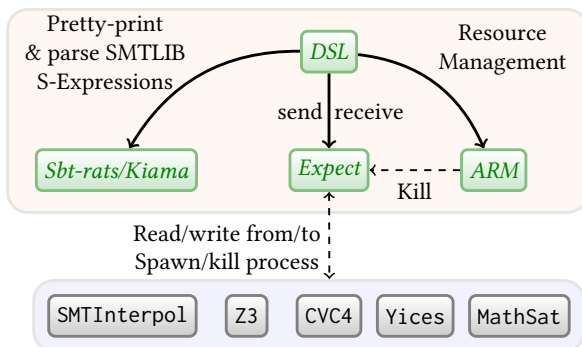 Pretty-print
& parse SMTLIB
S-Expressions
DSL
Resource
Management
send receive
Sbt-rats/Kiama
Expect
ARM
Kill
Read/write from/to
Spawn/kill process
SMTInterpol
Z3
CVC4
Yices
MathSat